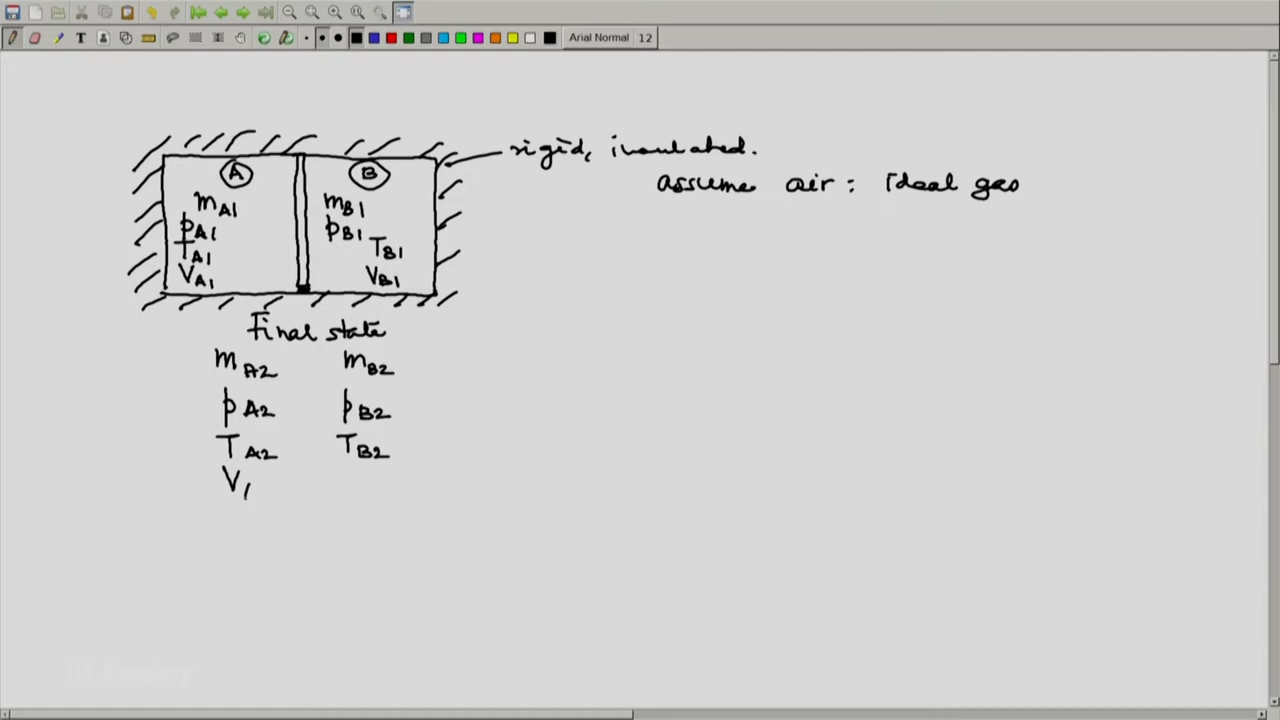 Arial Normal 12
rigid, insulated.
assume air : Ideal gas
A B
mA1 mB1
pA1 pB1
TA1 TB1
VA1 VB1
Final state
mA2 mB2
pA2 pB2
TA2 TB2
V